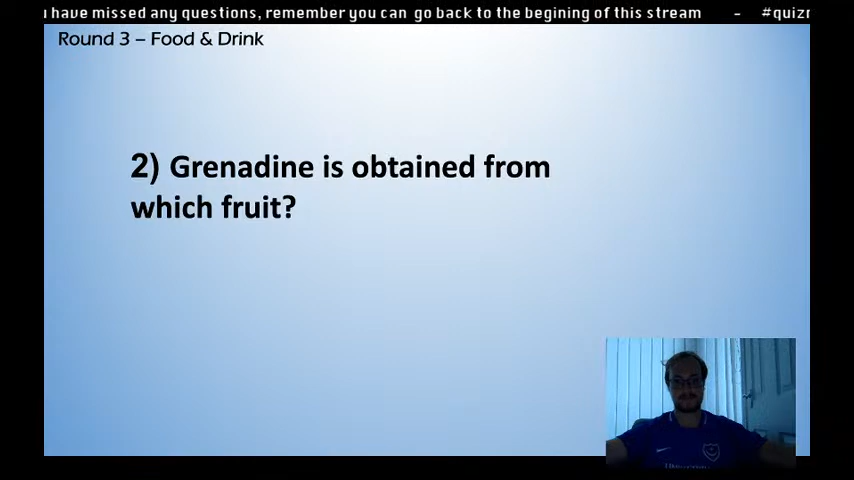 have missed any questions, remember you can go back to the begining of this stream - #quizn
Round 3 – Food & Drink
2) Grenadine is obtained from
which fruit?